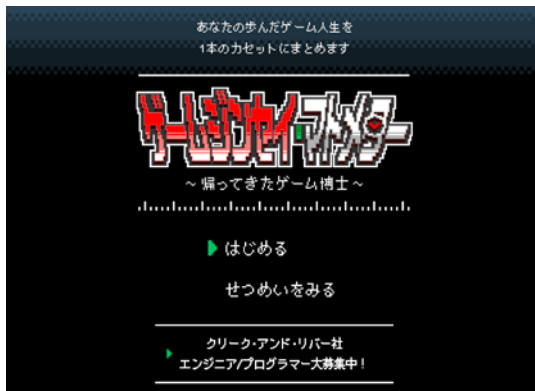 あなたの歩んだゲーム人生を
1本のカセットにまとめます
ゲームジンセイ・マトメター
～帰ってきたゲーム博士～
はじめる
せつめいをみる
クリーク・アンド・リバー社
エンジニア/プログラマー大募集中！